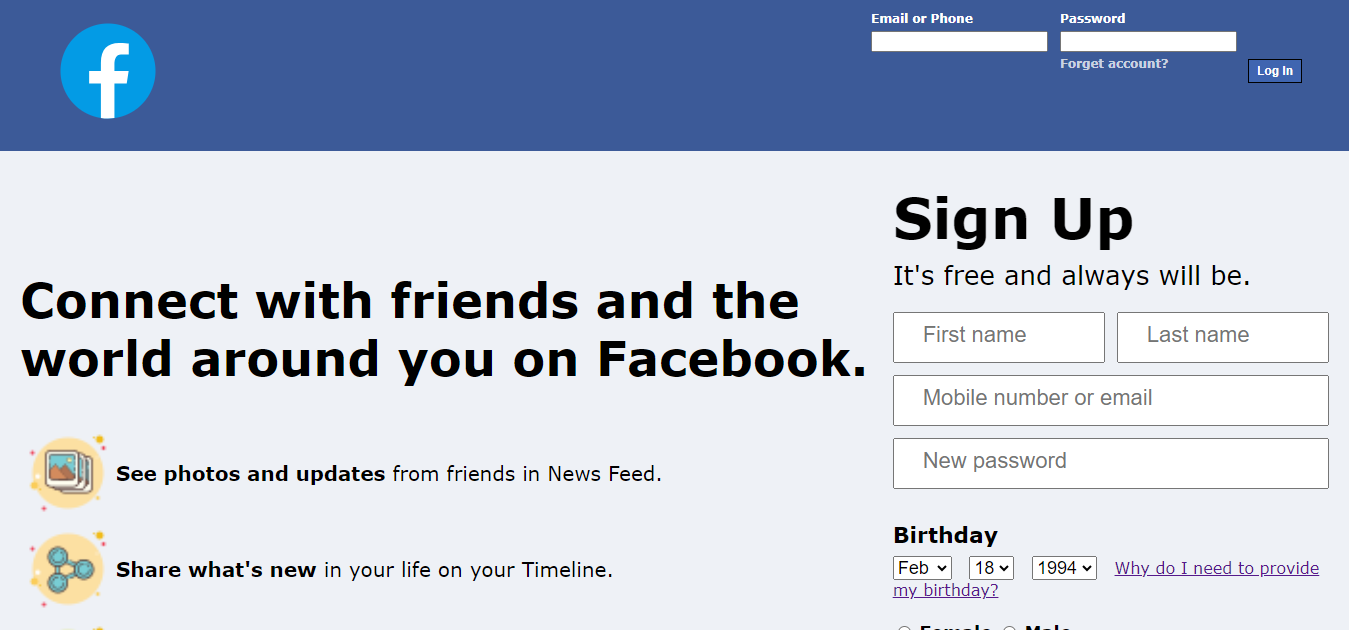 f
Email or Phone
Password
Forget account?
Log In
Connect with friends and the
world around you on Facebook.
See photos and updates from friends in News Feed.
Share what's new in your life on your Timeline.
Sign Up
It's free and always will be.
First name
Last name
Mobile number or email
New password
Birthday
Feb 18 1994 Why do I need to provide
my birthday?
Female Male